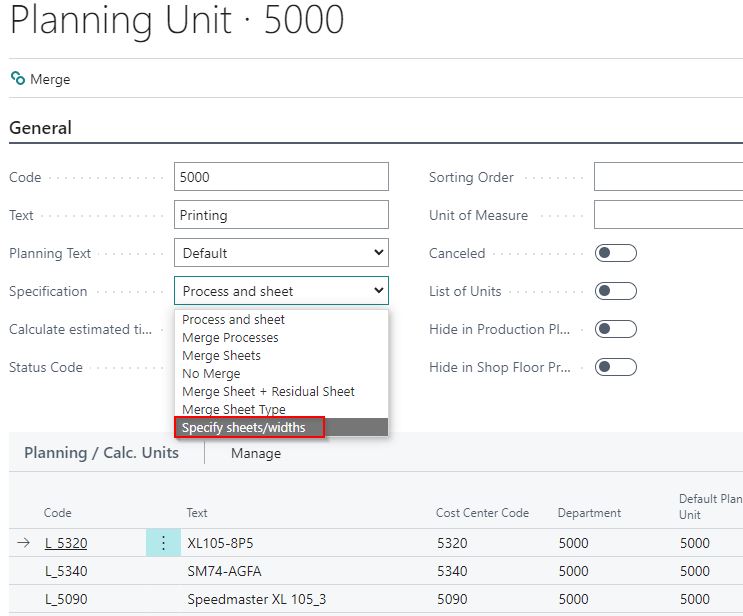 Planning Unit · 5000
Merge
General
Code 5000 Sorting Order
Text Printing Unit of Measure
Planning Text Default Canceled
Specification Process and sheet List of Units
Calculate estimated ti... Hide in Production Pl...
Status Code Hide in Shop Floor Pr...
Process and sheet
Merge Processes
Merge Sheets
No Merge
Merge Sheet + Residual Sheet
Merge Sheet Type
Specify sheets/widths
Planning / Calc. Units Manage
Code Text Cost Center Code Department Default Plan
Unit
L_5320 XL105-8P5 5320 5000 5000
L_5340 SM74-AGFA 5340 5000 5000
L_5090 Speedmaster XL 105_3 5090 5000 5000